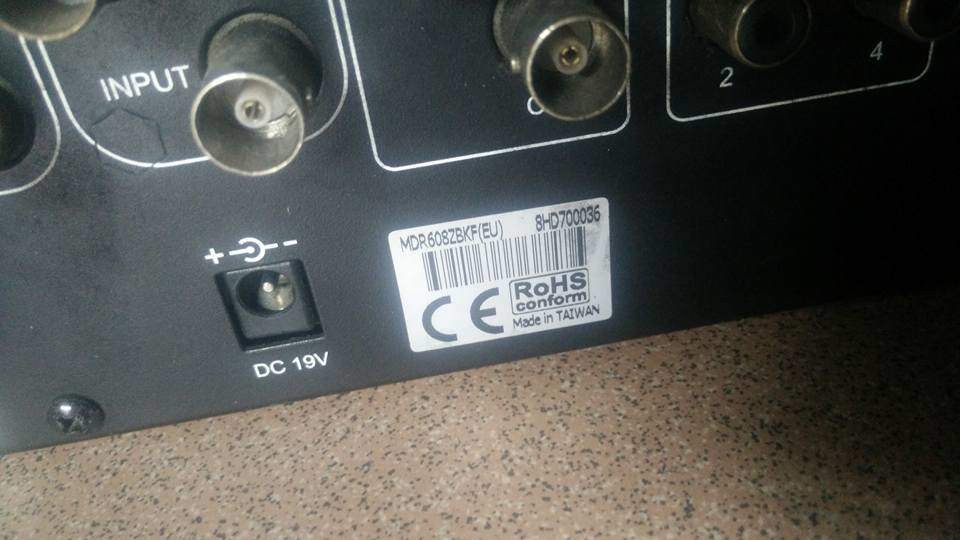 INPUT
2
4
MDR608ZBKF(EU) 8HD700036
CE RoHS
conform
Made in TAIWAN
+ -
DC 19V